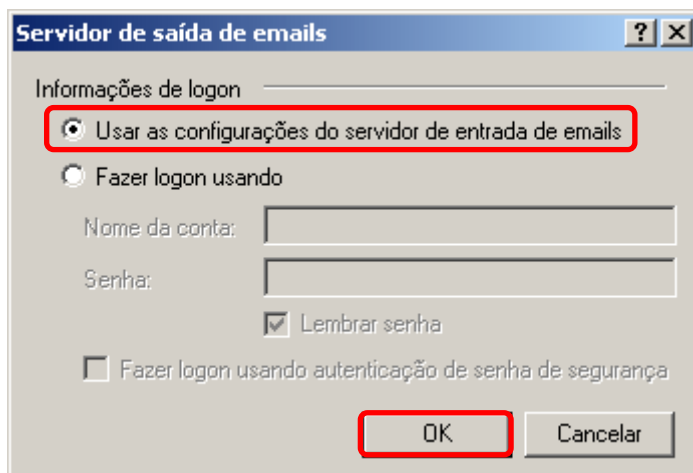 Servidor de saída de emails
Informações de logon
Usar as configurações do servidor de entrada de emails
Fazer logon usando
Nome da conta:
Senha:
Lembrar senha
Fazer logon usando autenticação de senha de segurança
OK Cancelar